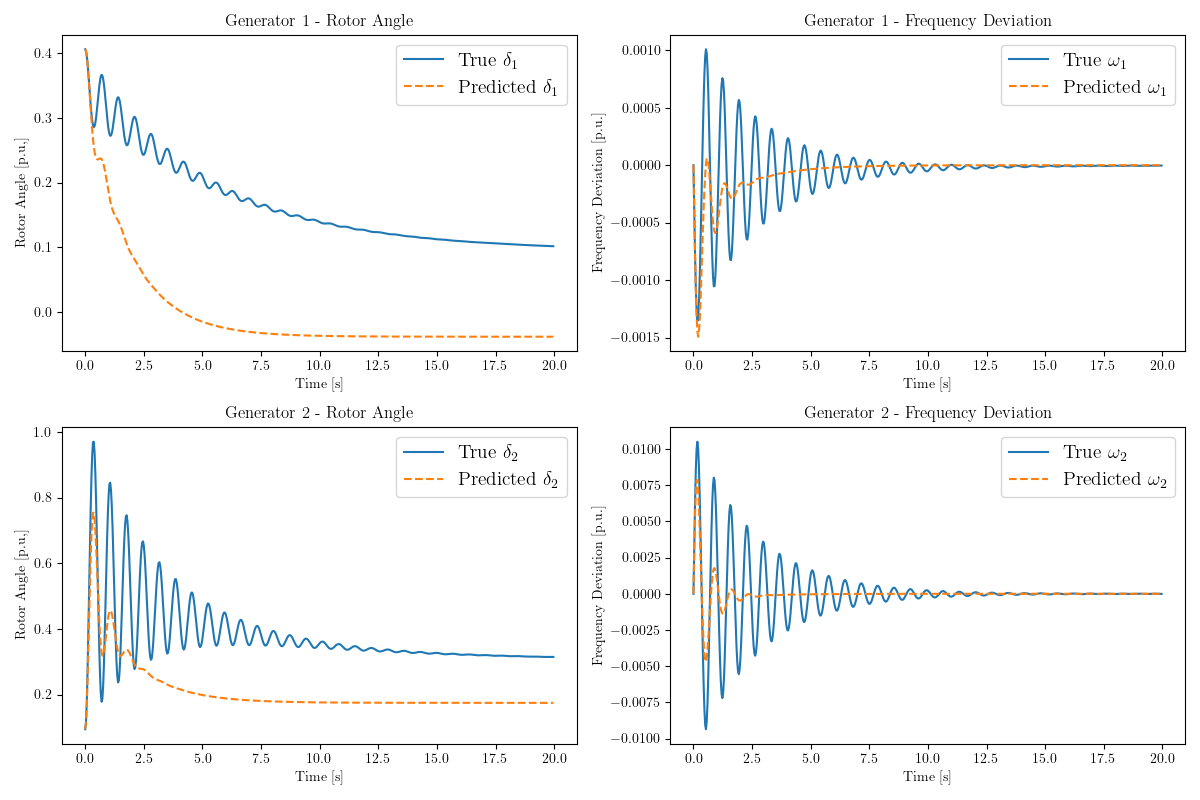 Generator 1 - Rotor Angle
True δ₁
Predicted δ₁
Rotor Angle [p.u.]
0.4
0.3
0.2
0.1
0.0
0.0 2.5 5.0 7.5 10.0 12.5 15.0 17.5 20.0
Time [s]
Generator 1 - Frequency Deviation
True ω₁
Predicted ω₁
Frequency Deviation [p.u.]
0.0010
0.0005
0.0000
−0.0005
−0.0010
−0.0015
0.0 2.5 5.0 7.5 10.0 12.5 15.0 17.5 20.0
Time [s]
Generator 2 - Rotor Angle
True δ₂
Predicted δ₂
Rotor Angle [p.u.]
1.0
0.8
0.6
0.4
0.2
0.0 2.5 5.0 7.5 10.0 12.5 15.0 17.5 20.0
Time [s]
Generator 2 - Frequency Deviation
True ω₂
Predicted ω₂
Frequency Deviation [p.u.]
0.0100
0.0075
0.0050
0.0025
0.0000
−0.0025
−0.0050
−0.0075
−0.0100
0.0 2.5 5.0 7.5 10.0 12.5 15.0 17.5 20.0
Time [s]